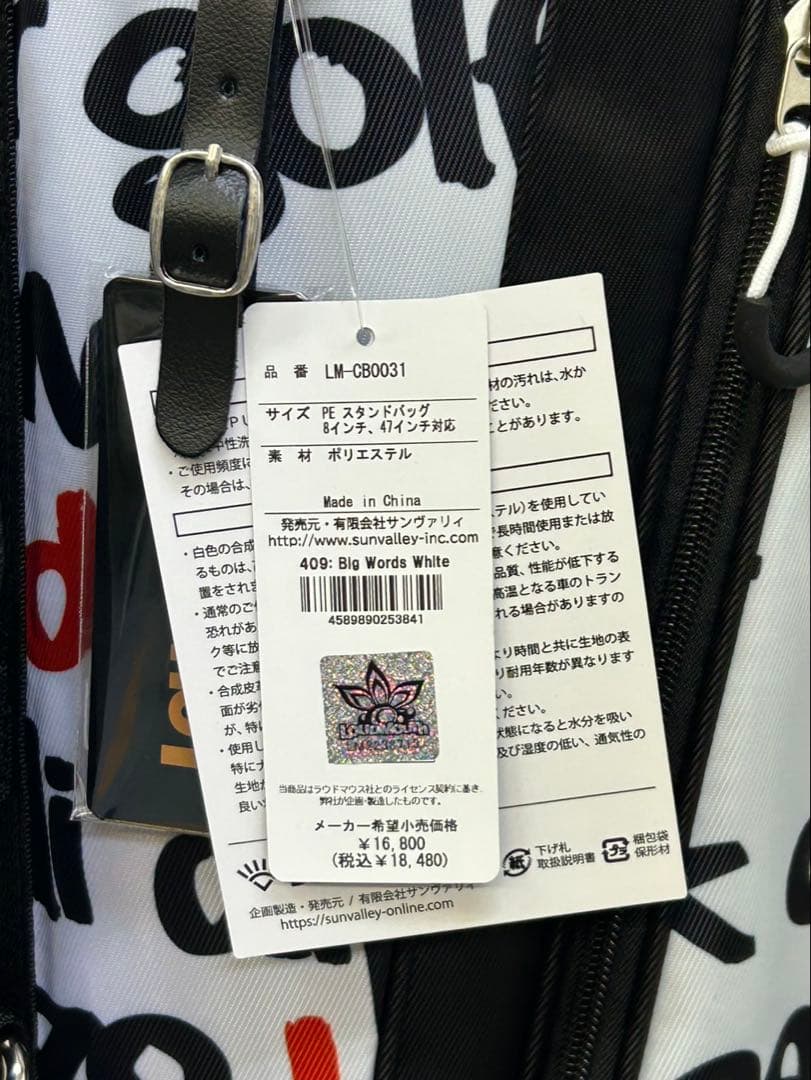 golf
品 番 LM-CB0031
サイズ PE スタンドバッグ
8インチ、47インチ対応
素 材 ポリエステル
Made in China
発売元・有限会社サンヴァリィ
http://www.sunvalley-inc.com
409: Big Words White
4589890253841
LOUDMOUTH
当商品はラウドマウス社とのライセンス契約に基き、
弊社が企画・製造したものです。
メーカー希望小売価格
￥16,800
(税込￥18,480)
材の汚れは、水か
ださい。
とがあります。
・ご使用頻度に
その場合は、
テル)を使用してい
で長時間使用または放
意ください。
品質、性能が低下する
高温となる車のトラン
れる場合がありますの
より時間と共に生地の表
り耐用年数が異なります
い。
ください。
状態になると水分を吸い
及び湿度の低い、通気性の
・白色の合成
るものは、
置をされま
・通常のご
恐れがあ
ク等に放
でご注意
・合成皮
面が劣
が、特に
・使用し
特にナ
生地が
良い
紙
下げ札
取扱説明書
プラ
梱包袋
保形材
企画製造・発売元 / 有限会社サンヴァリィ
https://sunvalley-online.com